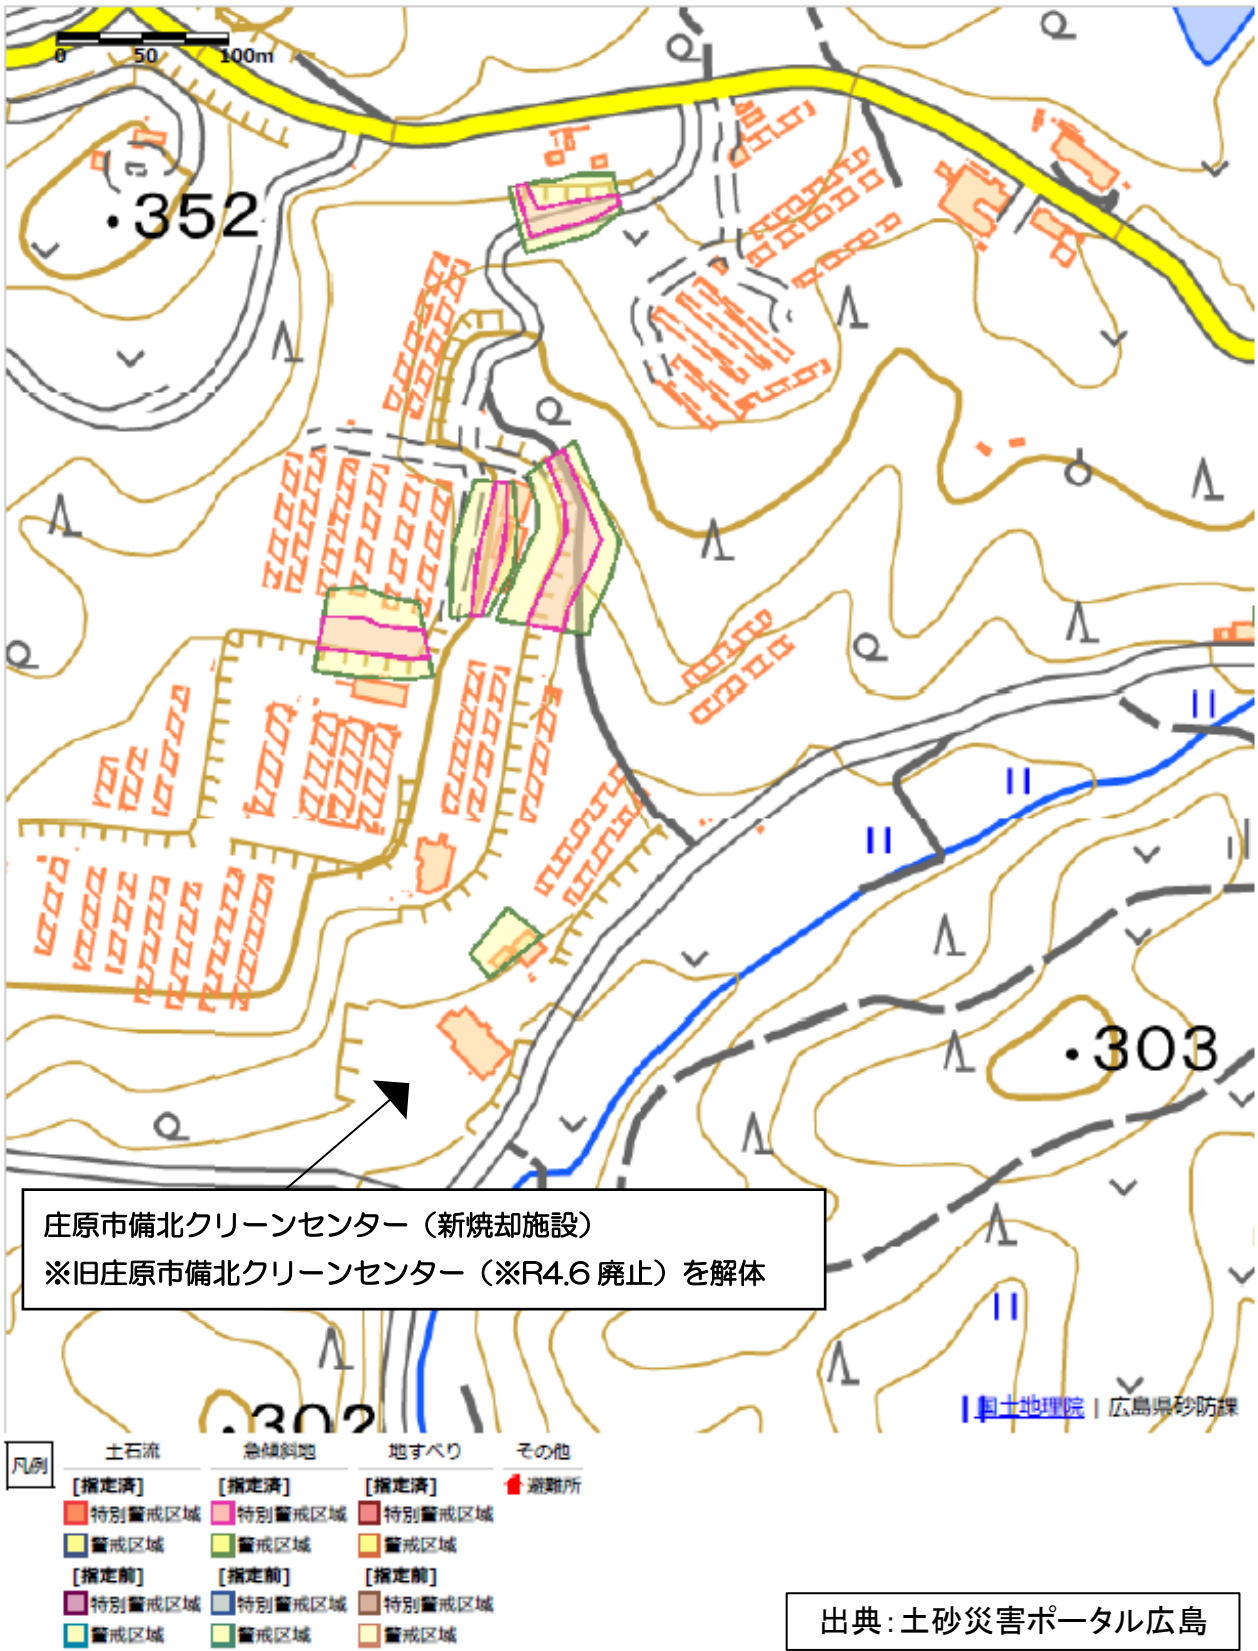 0 50 100m
352
303
庄原市備北クリーンセンター（新焼却施設）
※旧庄原市備北クリーンセンター（※R4.6 廃止）を解体
302
国土地理院 | 広島県砂防課
凡例
土石流 急傾斜地 地すべり その他
[指定済] [指定済] [指定済] 避難所
特別警戒区域 特別警戒区域 特別警戒区域
警戒区域 警戒区域 警戒区域
[指定前] [指定前] [指定前]
特別警戒区域 特別警戒区域 特別警戒区域
警戒区域 警戒区域 警戒区域
出典：土砂災害ポータル広島